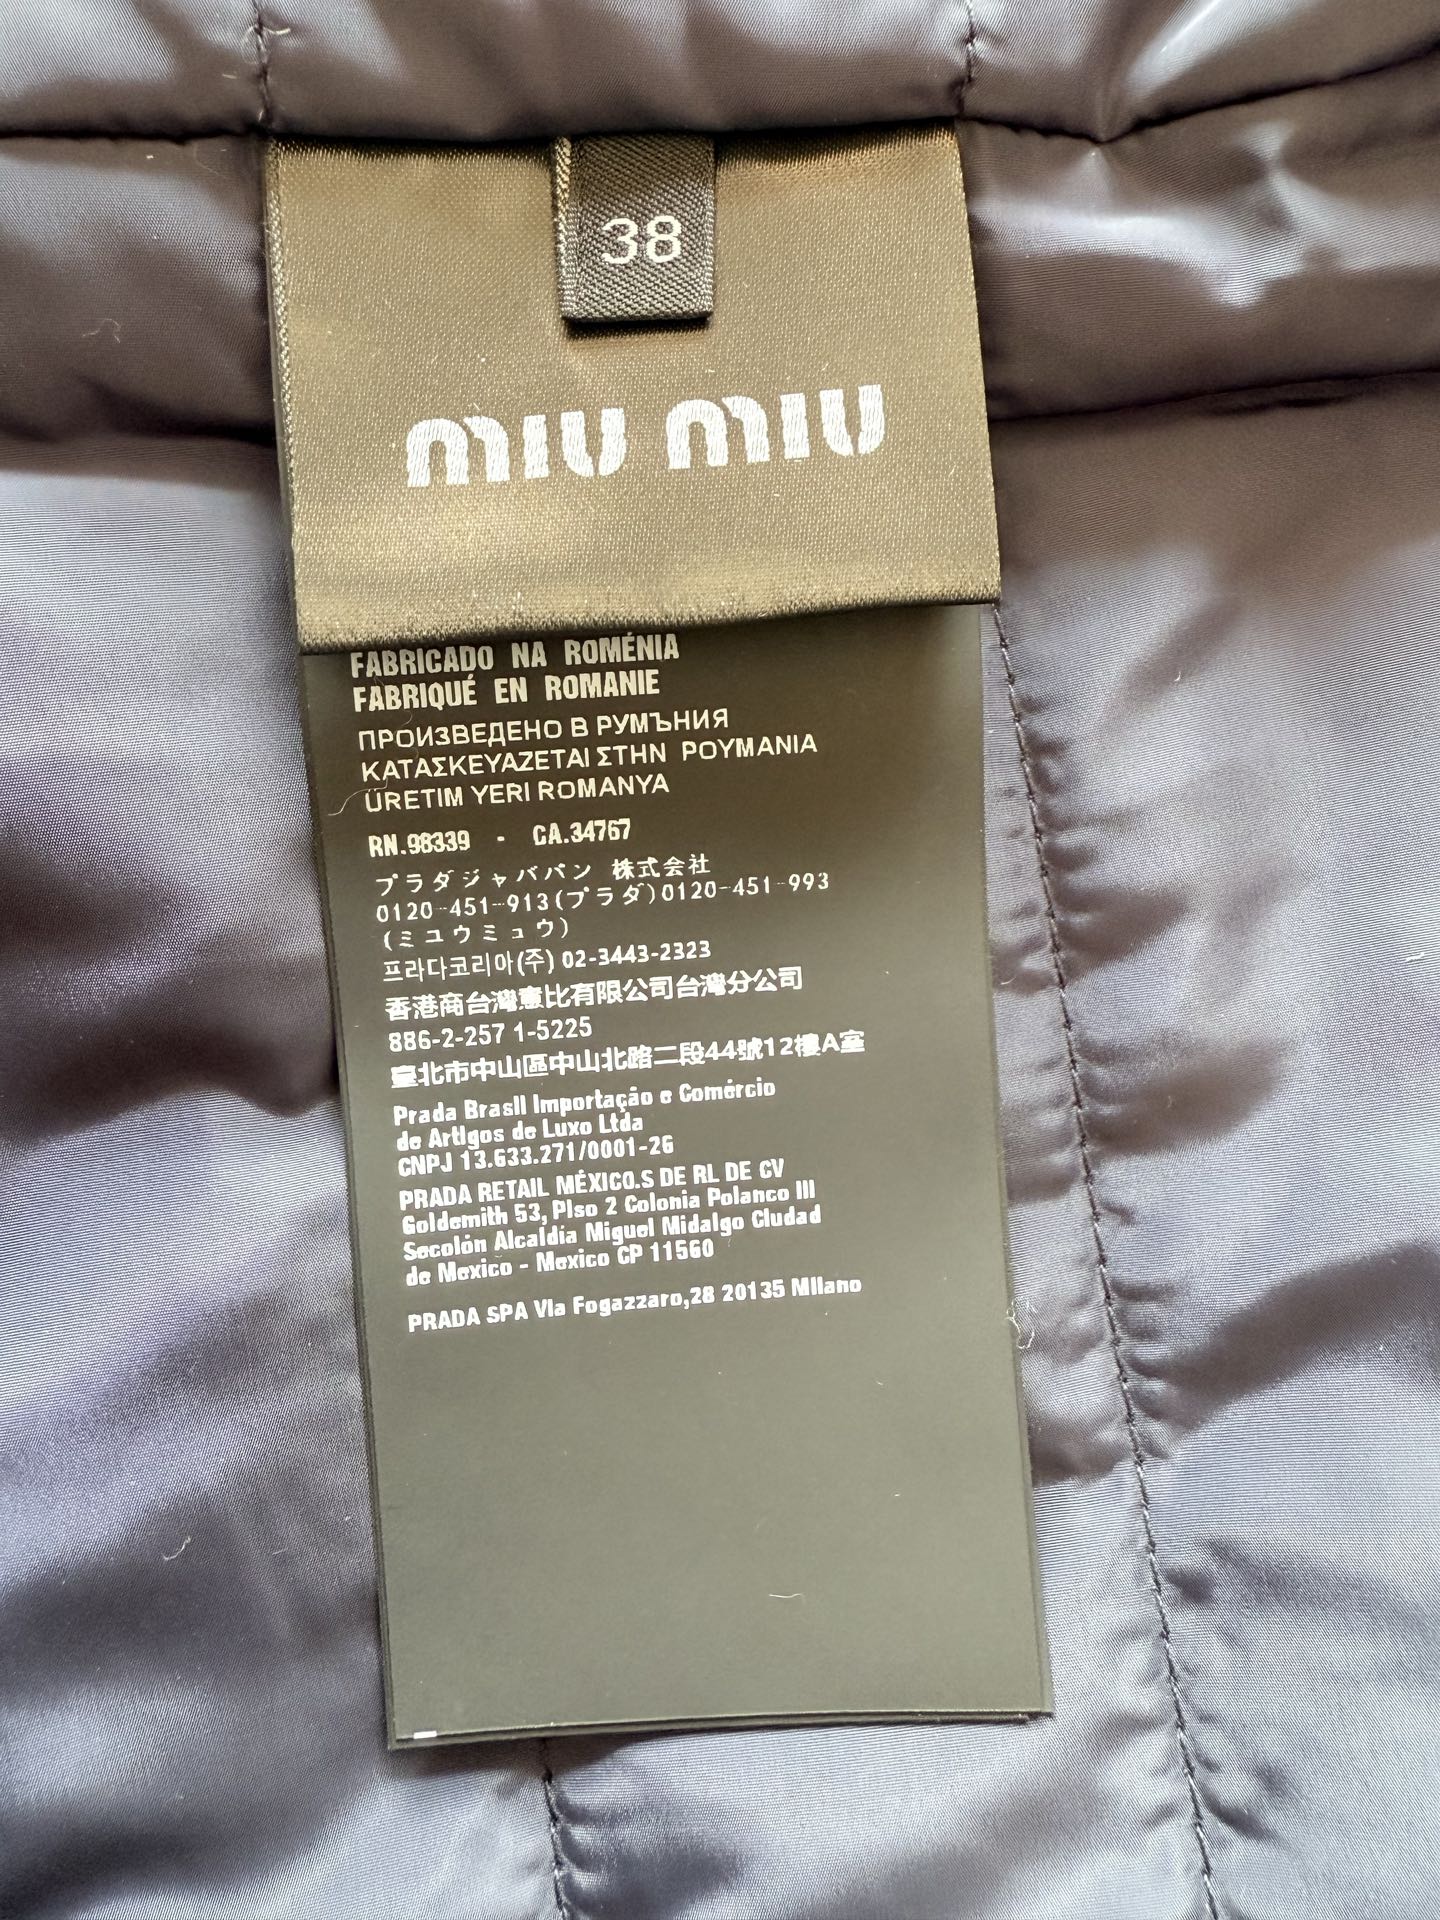 38
miu miu
FABRICADO NA ROMÉNIA
FABRIQUÉ EN ROMANIE
ПРОИЗВЕДЕНО В РУМЪНИЯ
ΚΑΤΑΣΚΕΥΑΖΕΤΑΙ ΣΤΗΝ ΡΟΥΜΑΝΙΑ
ÜRETIM YERI ROMANYA
RN.98339 - CA.34767
プラダジャババン 株式会社
0120-451-913(プラダ)0120-451-993
(ミユウミュウ)
프라다코리아(주) 02-3443-2323
香港商台灣意比有限公司台灣分公司
886-2-257 1-5225
臺北市中山區中山北路二段44號12樓A室
Prada Brasil Importação e Comércio
de Artigos de Luxo Ltda
CNPJ 13.633.271/0001-26
PRADA RETAIL MÉXICO.S DE RL DE CV
Goldemith 53, Piso 2 Colonia Polanco III
Secolón Alcaldía Miguel Midalgo Cludad
de Mexico - Mexico CP 11560
PRADA SPA Via Fogazzaro,28 20135 Milano